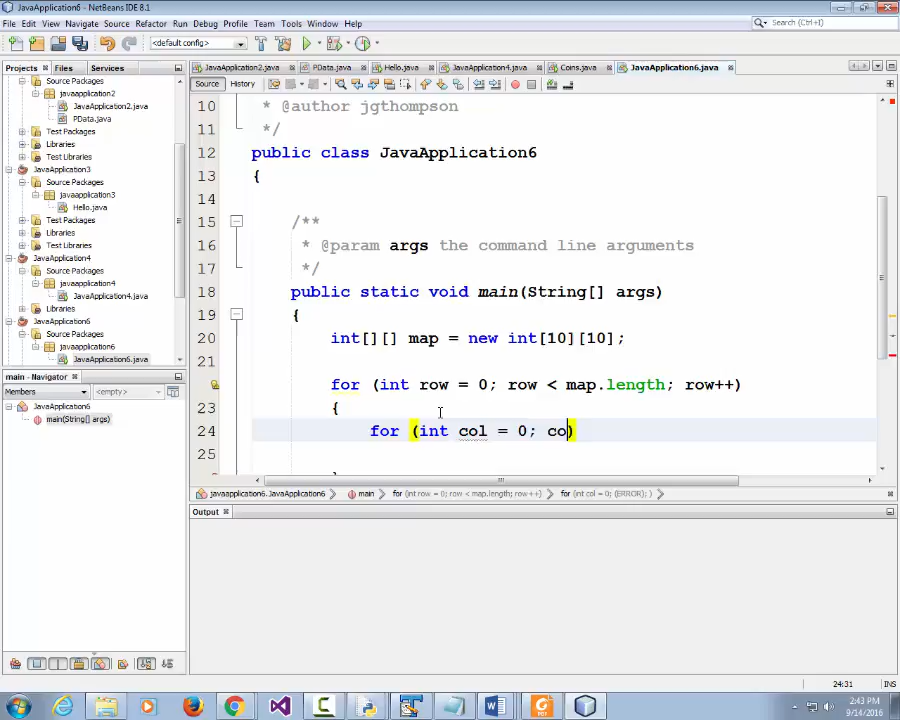 JavaApplication6 - NetBeans IDE 8.1
File Edit View Navigate Source Refactor Run Debug Profile Team Tools Window Help
Search (Ctrl+I)
<default config>
Projects Files Services
JavaApplication2.java PData.java Hello.java JavaApplication4.java Coins.java JavaApplication6.java
Source History
Source Packages
javaapplication2
JavaApplication2.java
PData.java
Test Packages
Libraries
Test Libraries
JavaApplication3
Source Packages
javaapplication3
Hello.java
Test Packages
Libraries
Test Libraries
JavaApplication4
Source Packages
javaapplication4
JavaApplication4.java
Libraries
JavaApplication6
Source Packages
javaapplication6
JavaApplication6.java
10 * @author jgthompson
11 */
12 public class JavaApplication6
13 {
14
15 /**
16 * @param args the command line arguments
17 */
18 public static void main(String[] args)
19 {
20 int[][] map = new int[10][10];
21
for (int row = 0; row < map.length; row++)
23 {
24 for (int col = 0; co)
25
main - Navigator
Members <empty>
JavaApplication6
main(String[] args)
javaapplication6.JavaApplication6 main for (int row = 0; row < map.length; row++) for (int col = 0; (ERROR); )
Output
24:31 INS
2:43 PM
9/14/2016